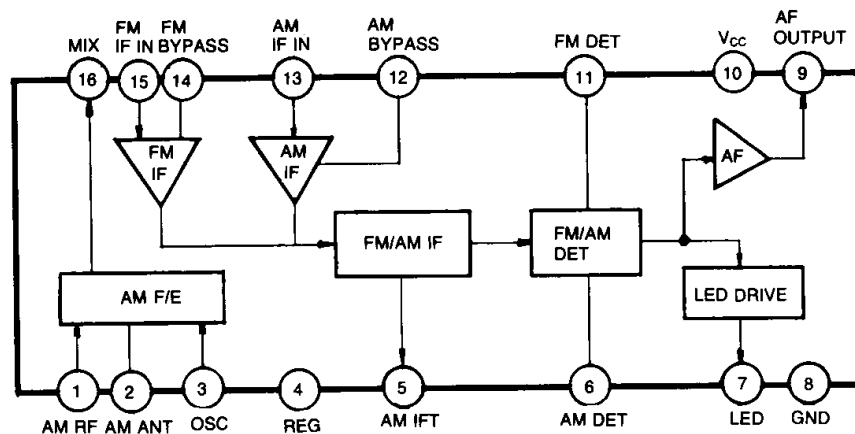 MIX
FM
IF IN
FM
BYPASS
AM
IF IN
AM
BYPASS
FM DET
VCC
AF
OUTPUT
16
15
14
13
12
11
10
9
FM
IF
AM
IF
AF
FM/AM IF
FM/AM
DET
AM F/E
LED DRIVE
1
2
3
4
5
6
7
8
AM RF
AM ANT
OSC
REG
AM IFT
AM DET
LED
GND